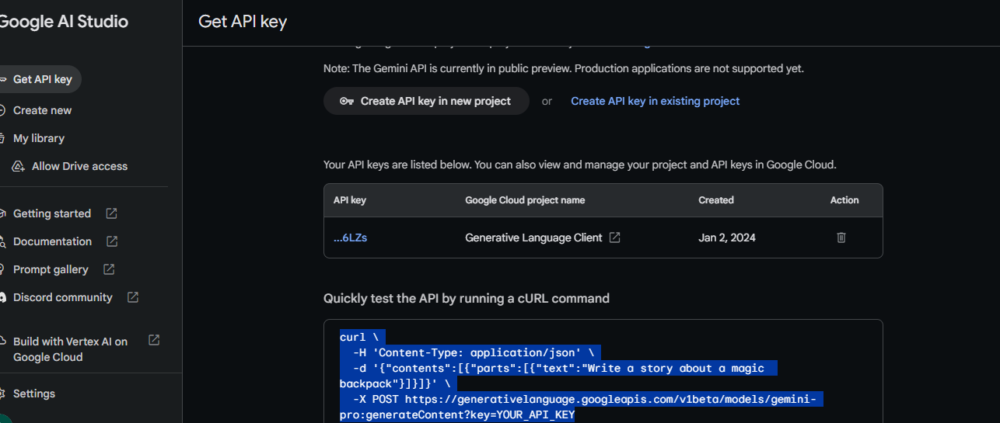 Google AI Studio
Get API key
Get API key
Create new
My library
Allow Drive access
Getting started
Documentation
Prompt gallery
Discord community
Build with Vertex AI on
Google Cloud
Settings
Note: The Gemini API is currently in public preview. Production applications are not supported yet.
Create API key in new project or Create API key in existing project
Your API keys are listed below. You can also view and manage your project and API keys in Google Cloud.
API key Google Cloud project name Created Action
...6LZs Generative Language Client Jan 2, 2024
Quickly test the API by running a cURL command
curl \
-H 'Content-Type: application/json' \
-d '{"contents":[{"parts":[{"text":"Write a story about a magic
backpack"}]}]}' \
-X POST https://generativelanguage.googleapis.com/v1beta/models/gemini-
pro:generateContent?key=YOUR_API_KEY